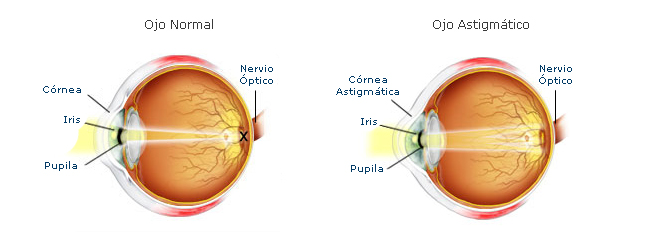 Ojo Normal
Nervio
Óptico
Córnea
Iris
Pupila
X
Ojo Astigmático
Nervio
Óptico
Córnea
Astigmática
Iris
Pupila